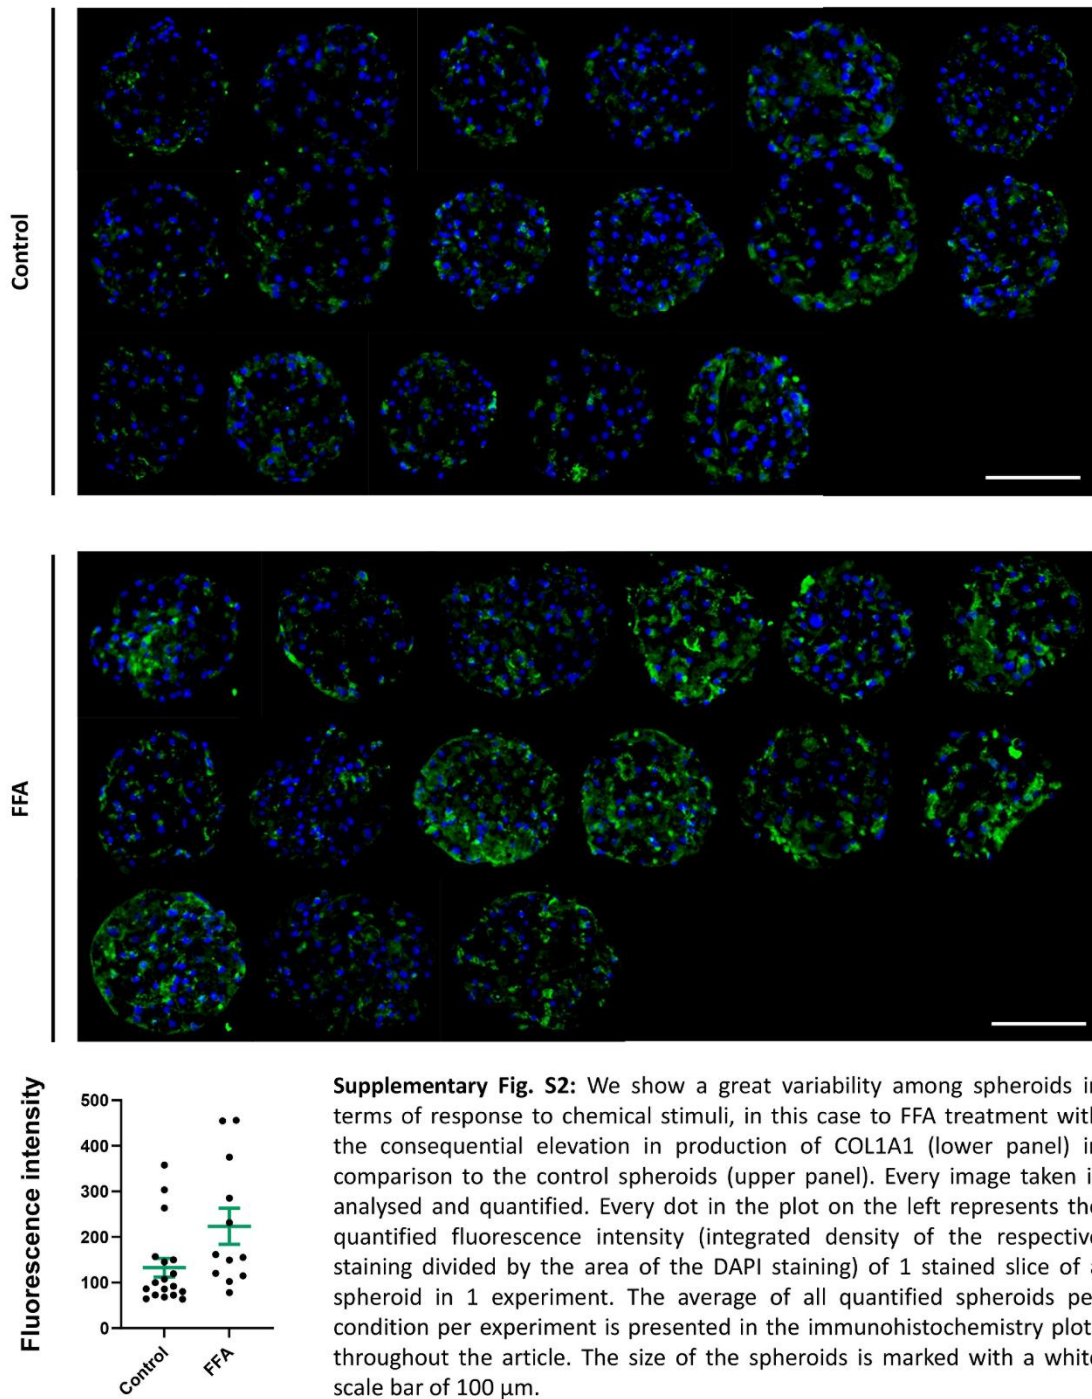 Control
FFA
Fluorescence intensity
500
400
300
200
100
0
Control
FFA
Supplementary Fig. S2: We show a great variability among spheroids i
terms of response to chemical stimuli, in this case to FFA treatment wit
the consequential elevation in production of COL1A1 (lower panel) i
comparison to the control spheroids (upper panel). Every image taken i
analysed and quantified. Every dot in the plot on the left represents the
quantified fluorescence intensity (integrated density of the respective
staining divided by the area of the DAPI staining) of 1 stained slice of a
spheroid in 1 experiment. The average of all quantified spheroids pe
condition per experiment is presented in the immunohistochemistry plot
throughout the article. The size of the spheroids is marked with a white
scale bar of 100 µm.